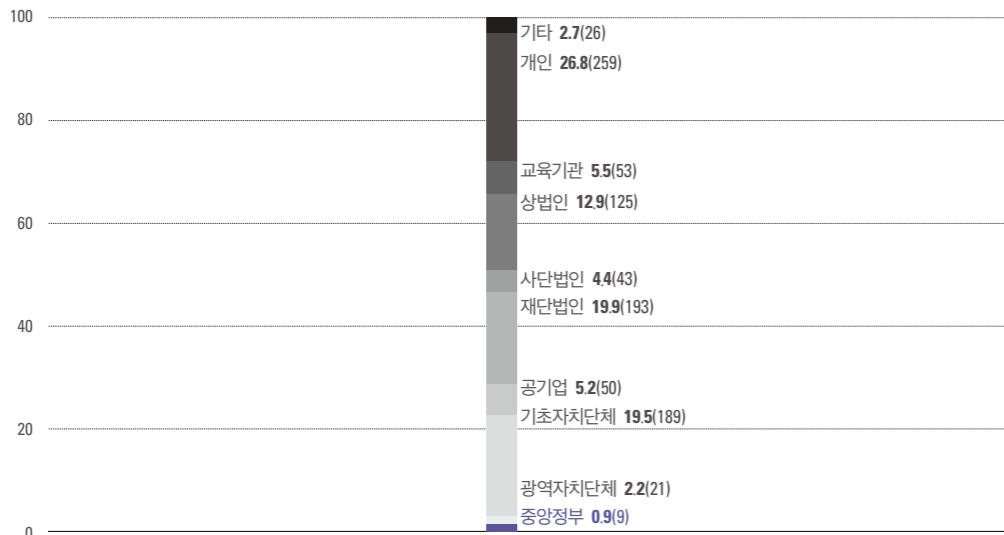 100
기타 2.7(26)
개인 26.8(259)
80
교육기관 5.5(53)
상법인 12.9(125)
60
사단법인 4.4(43)
재단법인 19.9(193)
40
공기업 5.2(50)
기초자치단체 19.5(189)
20
광역자치단체 2.2(21)
중앙정부 0.9(9)
0